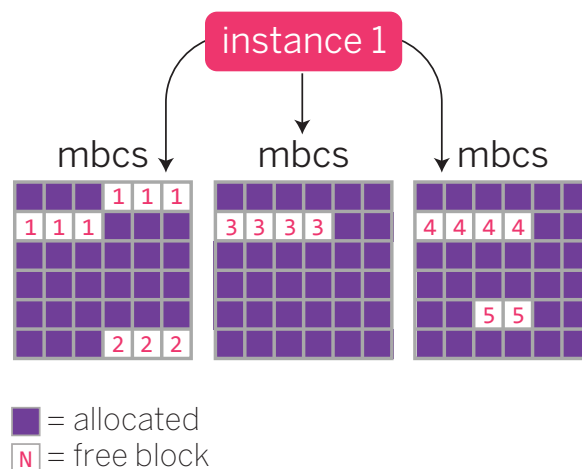 instance 1
mbcs mbcs mbcs
1 1 1
1 1 1 3 3 3 3 4 4 4 4
5 5
2 2 2
= allocated
N = free block